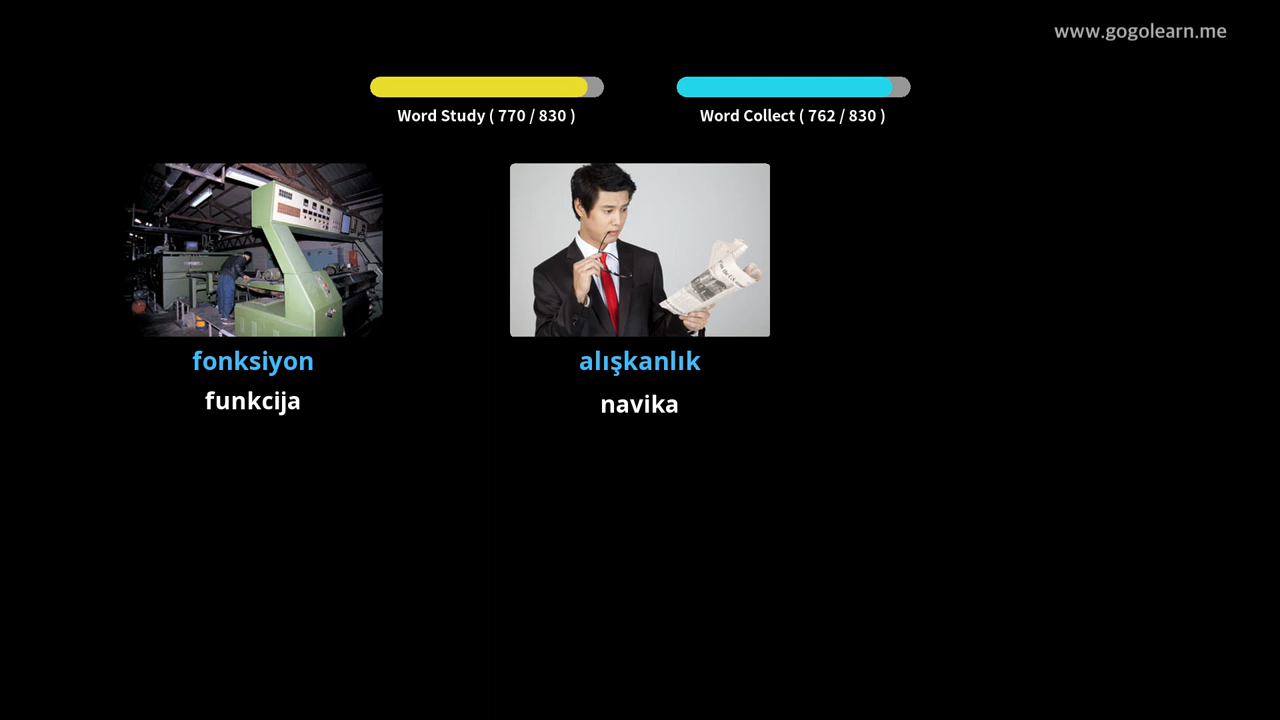 www.gogolearn.me
Word Study ( 770 / 830 )
Word Collect ( 762 / 830 )
fonksiyon
funkcija
alışkanlık
navika